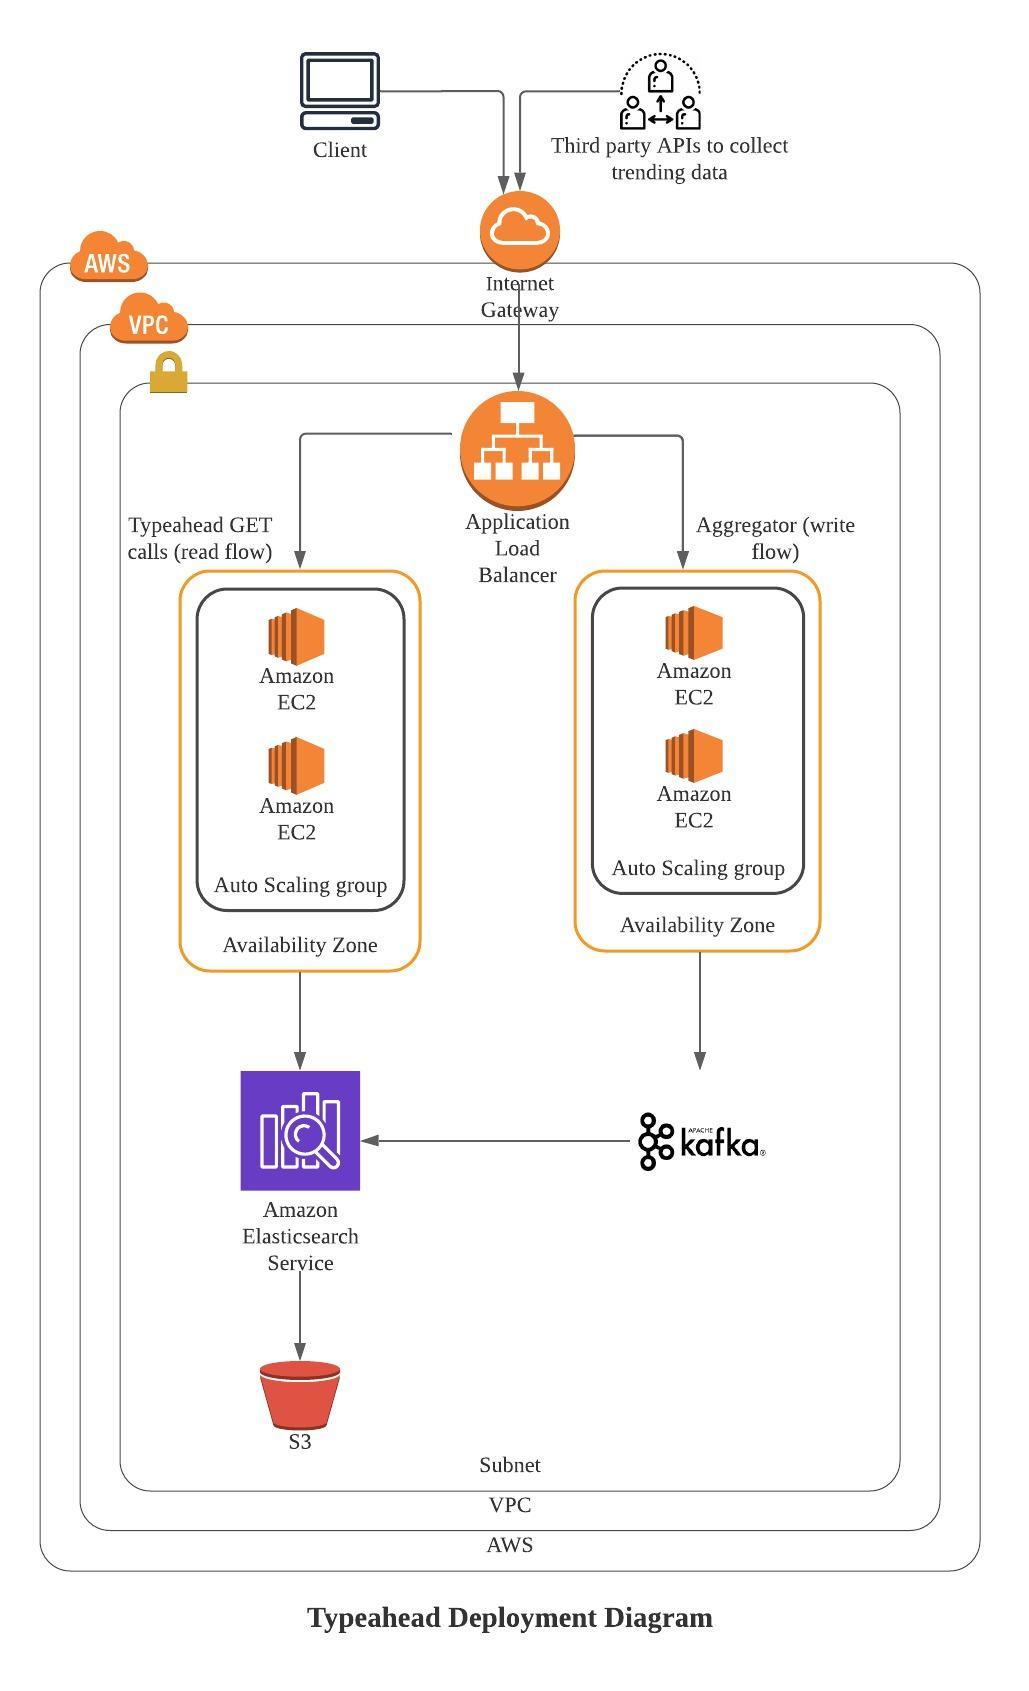 Client
Third party APIs to collect
trending data
AWS
Internet
Gateway
VPC
Typeahead GET
calls (read flow)
Application
Load
Balancer
Aggregator (write
flow)
Amazon
EC2
Amazon
EC2
Auto Scaling group
Availability Zone
Amazon
EC2
Amazon
EC2
Auto Scaling group
Availability Zone
APACHE
kafka®
Amazon
Elasticsearch
Service
S3
Subnet
VPC
AWS
Typeahead Deployment Diagram